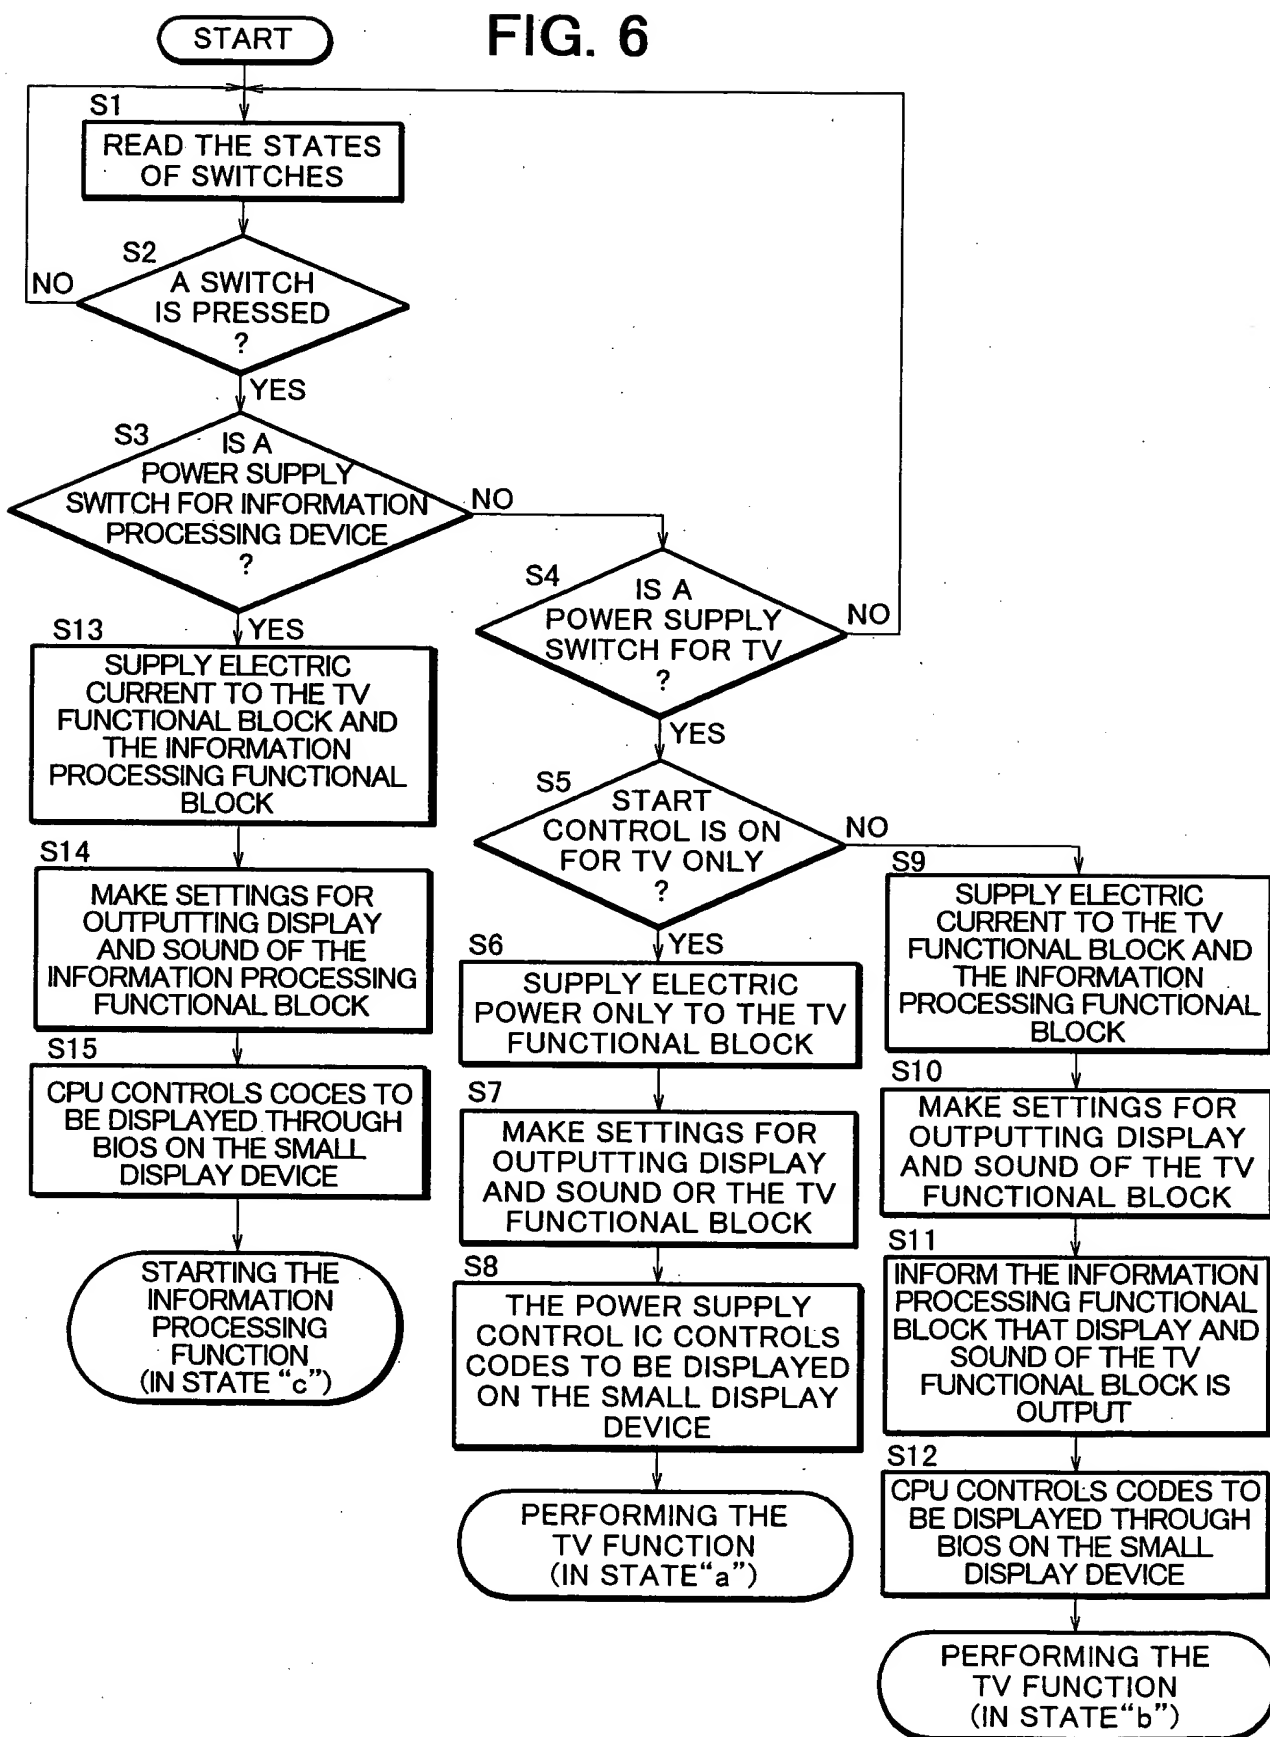 FIG. 6
START
S1
READ THE STATES
OF SWITCHES
S2
A SWITCH
IS PRESSED
?
NO
YES
S3
IS A
POWER SUPPLY
SWITCH FOR INFORMATION
PROCESSING DEVICE
?
NO
YES
S4
IS A
POWER SUPPLY
SWITCH FOR TV
?
NO
YES
S5
START
CONTROL IS ON
FOR TV ONLY
?
NO
YES
S13
SUPPLY ELECTRIC
CURRENT TO THE TV
FUNCTIONAL BLOCK AND
THE INFORMATION
PROCESSING FUNCTIONAL
BLOCK
S14
MAKE SETTINGS FOR
OUTPUTTING DISPLAY
AND SOUND OF THE
INFORMATION PROCESSING
FUNCTIONAL BLOCK
S15
CPU CONTROLS COCES TO
BE DISPLAYED THROUGH
BIOS ON THE SMALL
DISPLAY DEVICE
STARTING THE
INFORMATION
PROCESSING
FUNCTION
(IN STATE "c")
S6
SUPPLY ELECTRIC
POWER ONLY TO THE TV
FUNCTIONAL BLOCK
S7
MAKE SETTINGS FOR
OUTPUTTING DISPLAY
AND SOUND OR THE TV
FUNCTIONAL BLOCK
S8
THE POWER SUPPLY
CONTROL IC CONTROLS
CODES TO BE DISPLAYED
ON THE SMALL DISPLAY
DEVICE
PERFORMING THE
TV FUNCTION
(IN STATE"a")
S9
SUPPLY ELECTRIC
CURRENT TO THE TV
FUNCTIONAL BLOCK AND
THE INFORMATION
PROCESSING FUNCTIONAL
BLOCK
S10
MAKE SETTINGS FOR
OUTPUTTING DISPLAY
AND SOUND OF THE TV
FUNCTIONAL BLOCK
S11
INFORM THE INFORMATION
PROCESSING FUNCTIONAL
BLOCK THAT DISPLAY AND
SOUND OF THE TV
FUNCTIONAL BLOCK IS
OUTPUT
S12
CPU CONTROLS CODES TO
BE DISPLAYED THROUGH
BIOS ON THE SMALL
DISPLAY DEVICE
PERFORMING THE
TV FUNCTION
(IN STATE"b")